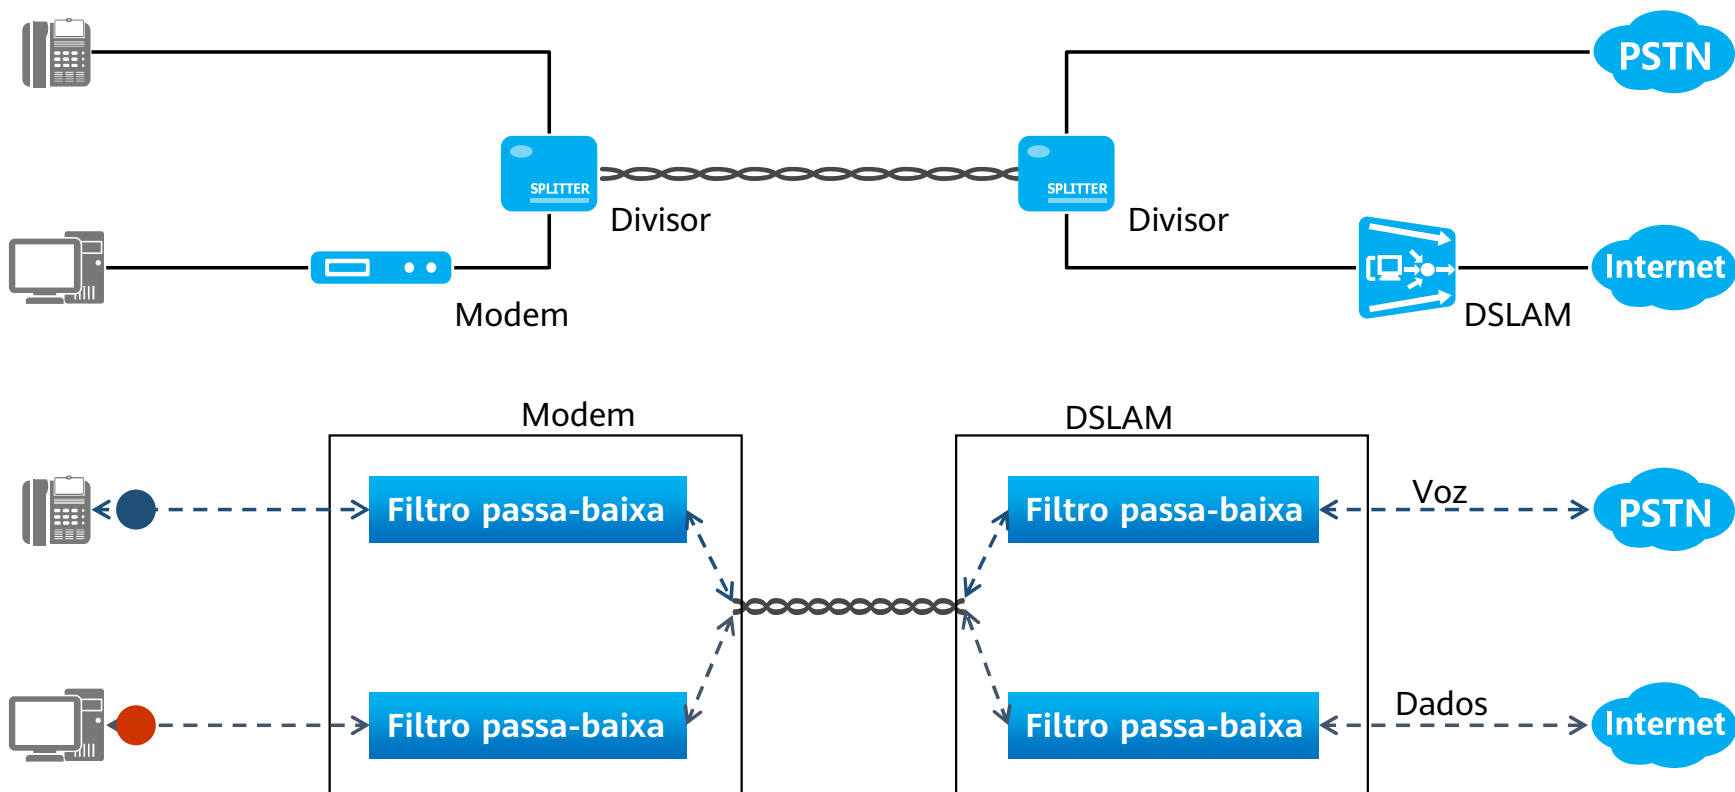 PSTN
SPLITTER
SPLITTER
Divisor
Divisor
Internet
Modem
DSLAM
Modem
DSLAM
Filtro passa-baixa
Filtro passa-baixa
Voz
PSTN
Filtro passa-baixa
Filtro passa-baixa
Dados
Internet